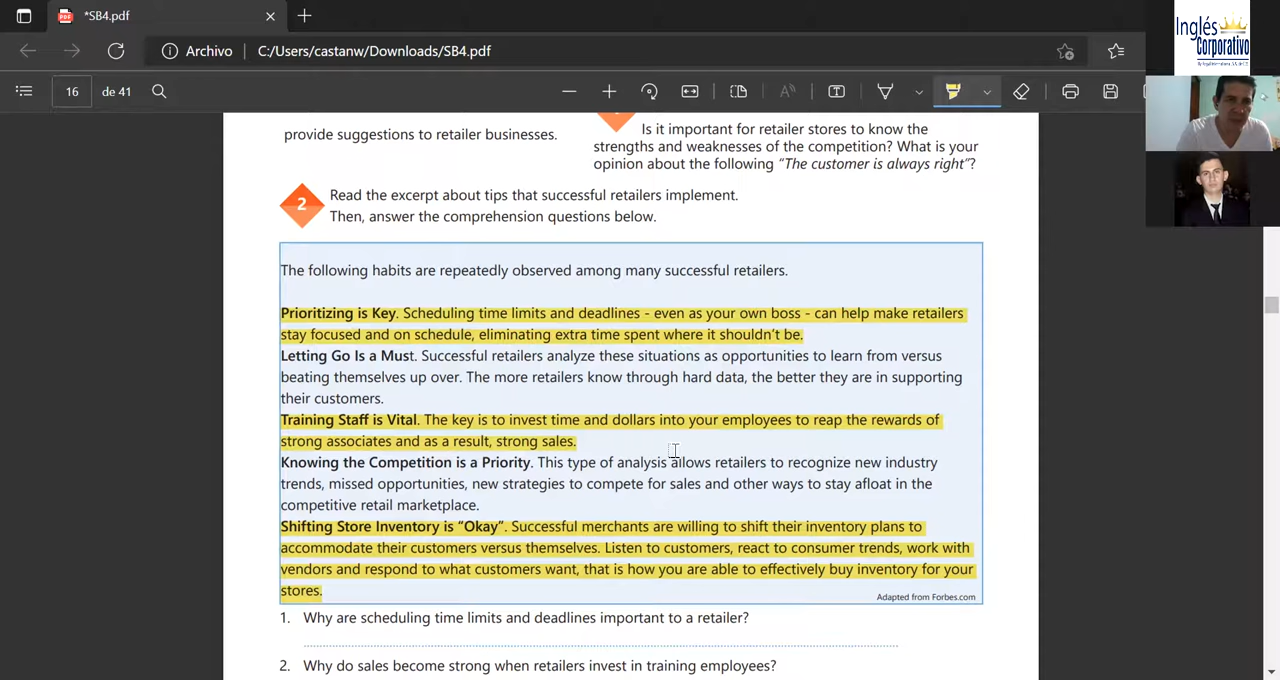 *SB4.pdf
Archivo
C:/Users/castanw/Downloads/SB4.pdf
Inglés
Corporativo
16
de 41
provide suggestions to retailer businesses.
Is it important for retailer stores to know the
strengths and weaknesses of the competition? What is your
opinion about the following “The customer is always right”?
2
Read the excerpt about tips that successful retailers implement.
Then, answer the comprehension questions below.
The following habits are repeatedly observed among many successful retailers.
Prioritizing is Key. Scheduling time limits and deadlines - even as your own boss - can help make retailers
stay focused and on schedule, eliminating extra time spent where it shouldn’t be.
Letting Go Is a Must. Successful retailers analyze these situations as opportunities to learn from versus
beating themselves up over. The more retailers know through hard data, the better they are in supporting
their customers.
Training Staff is Vital. The key is to invest time and dollars into your employees to reap the rewards of
strong associates and as a result, strong sales.
Knowing the Competition is a Priority. This type of analysis allows retailers to recognize new industry
trends, missed opportunities, new strategies to compete for sales and other ways to stay afloat in the
competitive retail marketplace.
Shifting Store Inventory is “Okay”. Successful merchants are willing to shift their inventory plans to
accommodate their customers versus themselves. Listen to customers, react to consumer trends, work with
vendors and respond to what customers want, that is how you are able to effectively buy inventory for your
stores.
Adapted from Forbes.com
1. Why are scheduling time limits and deadlines important to a retailer?
2. Why do sales become strong when retailers invest in training employees?